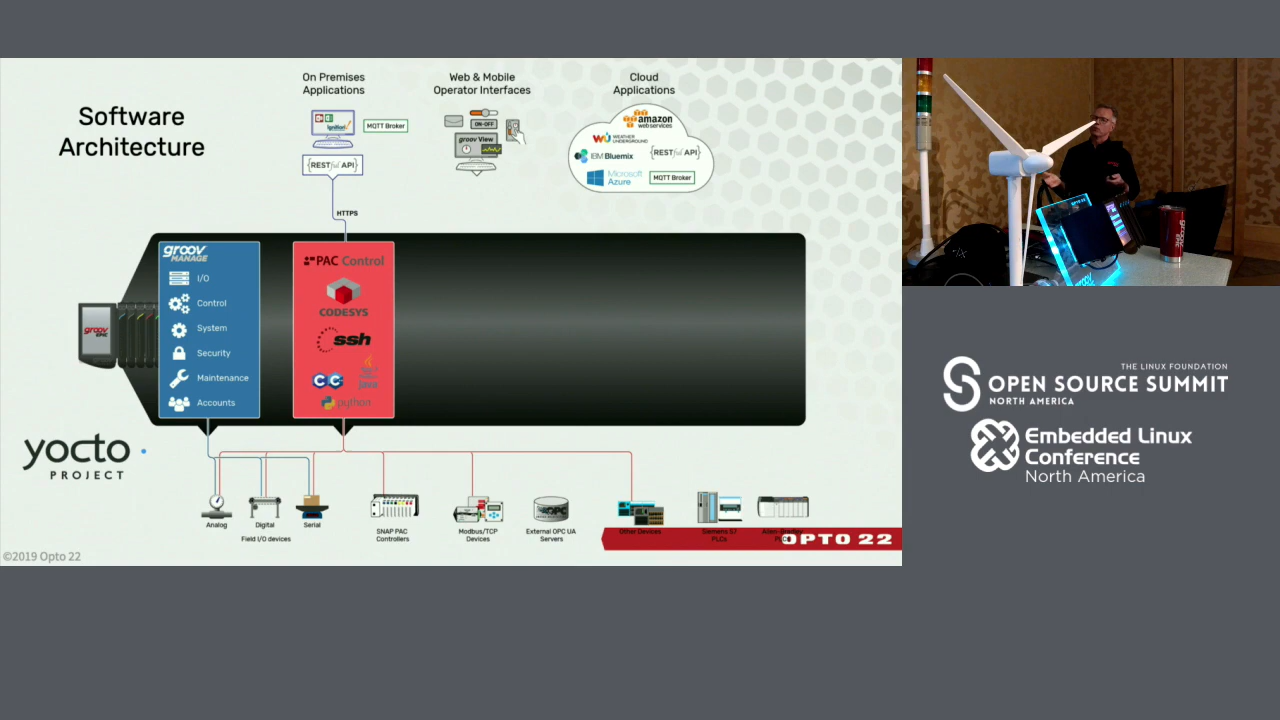 Software
Architecture
On Premises
Applications
Ignition!
MQTT Broker
{RESTful API}
HTTPS
Web & Mobile
Operator Interfaces
ON-OFF
groov View
Cloud
Applications
amazon
web services
WEATHER
UNDERGROUND
IBM Bluemix
{RESTful API}
Microsoft
Azure
MQTT Broker
groov
EPIC
groov
MANAGE
I/O
Control
System
Security
Maintenance
Accounts
PAC Control
CODESYS
ssh
C C
Java
python
yocto
PROJECT
Analog
Digital
Serial
Field I/O devices
SNAP PAC
Controllers
Modbus/TCP
Devices
External OPC UA
Servers
Other Devices
Siemens S7
PLCs
Allen-Bradley
OPTO 22
©2019 Opto 22
THE LINUX FOUNDATION
OPEN SOURCE SUMMIT
NORTH AMERICA
Embedded Linux
Conference
North America